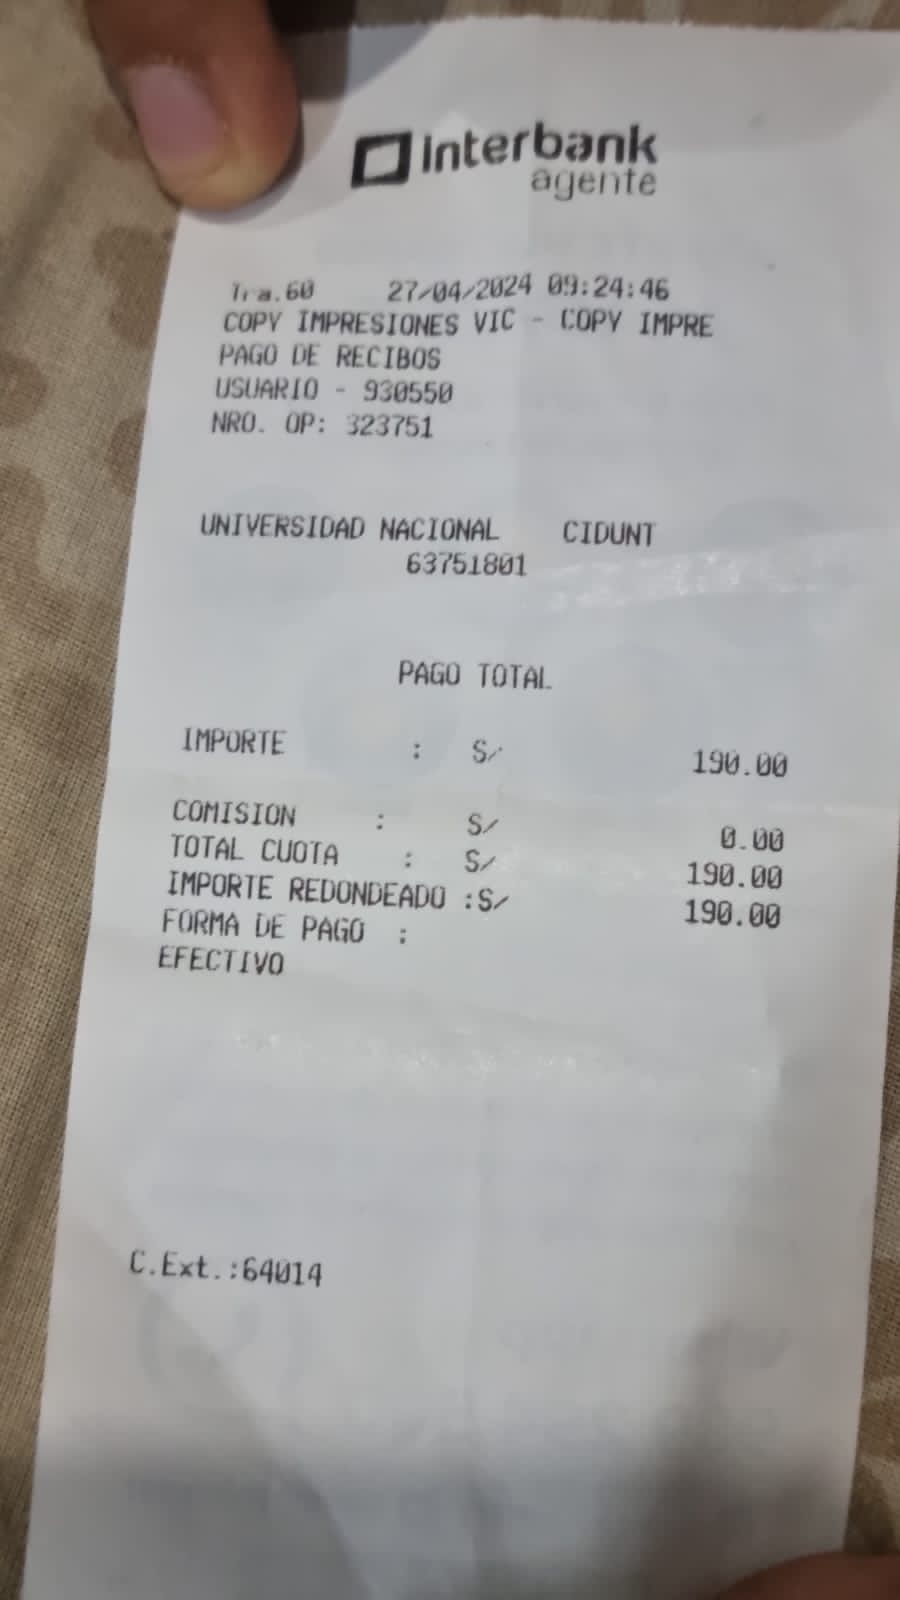 interbank
agente
Tra.60 27/04/2024 09:24:46
COPY IMPRESIONES VIC - COPY IMPRE
PAGO DE RECIBOS
USUARIO - 930550
NRO. OP: 323751
UNIVERSIDAD NACIONAL CIDUNT
63751801
PAGO TOTAL
IMPORTE : S/ 190.00
COMISION : S/ 0.00
TOTAL CUOTA : S/ 190.00
IMPORTE REDONDEADO :S/ 190.00
FORMA DE PAGO :
EFECTIVO
C.Ext.:64014